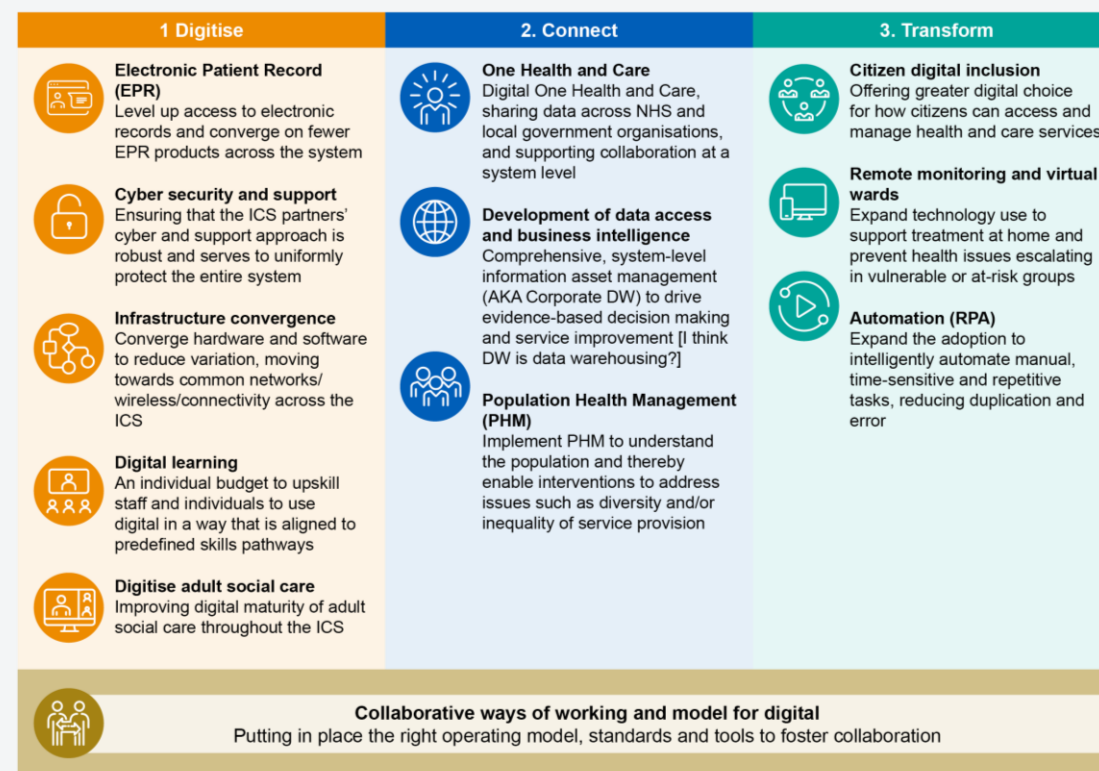 1 Digitise
Electronic Patient Record
(EPR)
Level up access to electronic
records and converge on fewer
EPR products across the system
Cyber security and support
Ensuring that the ICS partners'
cyber and support approach is
robust and serves to uniformly
protect the entire system
Infrastructure convergence
Converge hardware and software
to reduce variation, moving
towards common networks/
wireless/connectivity across the
ICS
Digital learning
An individual budget to upskill
staff and individuals to use
digital in a way that is aligned to
predefined skills pathways
Digitise adult social care
Improving digital maturity of adult
social care throughout the ICS
2. Connect
One Health and Care
Digital One Health and Care,
sharing data across NHS and
local government organisations,
and supporting collaboration at a
system level
Development of data access
and business intelligence
Comprehensive, system-level
information asset management
(AKA Corporate DW) to drive
evidence-based decision making
and service improvement [I think
DW is data warehousing?]
Population Health Management
(PHM)
Implement PHM to understand
the population and thereby
enable interventions to address
issues such as diversity and/or
inequality of service provision
3. Transform
Citizen digital inclusion
Offering greater digital choice
for how citizens can access and
manage health and care services
Remote monitoring and virtual
wards
Expand technology use to
support treatment at home and
prevent health issues escalating
in vulnerable or at-risk groups
Automation (RPA)
Expand the adoption to
intelligently automate manual,
time-sensitive and repetitive
tasks, reducing duplication and
error
Collaborative ways of working and model for digital
Putting in place the right operating model, standards and tools to foster collaboration